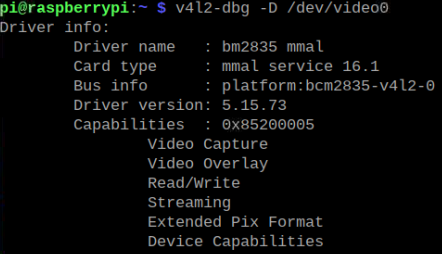 pi@raspberrypi:~ $ v4l2-dbg -D /dev/video0
Driver info:
        Driver name   : bm2835 mmal
        Card type     : mmal service 16.1
        Bus info      : platform:bcm2835-v4l2-0
        Driver version: 5.15.73
        Capabilities  : 0x85200005
                Video Capture
                Video Overlay
                Read/Write
                Streaming
                Extended Pix Format
                Device Capabilities